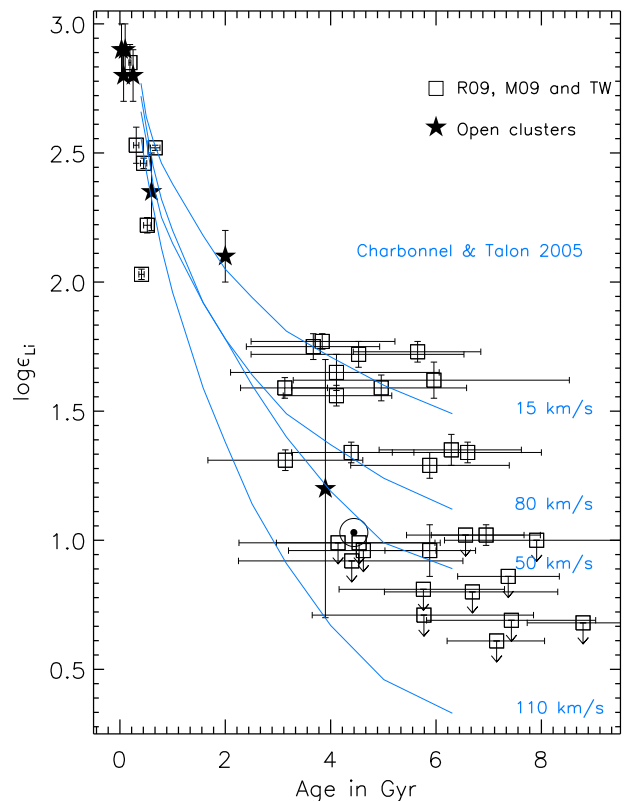 3.0
2.5
2.0
1.5
1.0
0.5
logϵLi
R09, M09 and TW
Open clusters
Charbonnel & Talon 2005
15 km/s
80 km/s
50 km/s
110 km/s
0 2 4 6 8
Age in Gyr